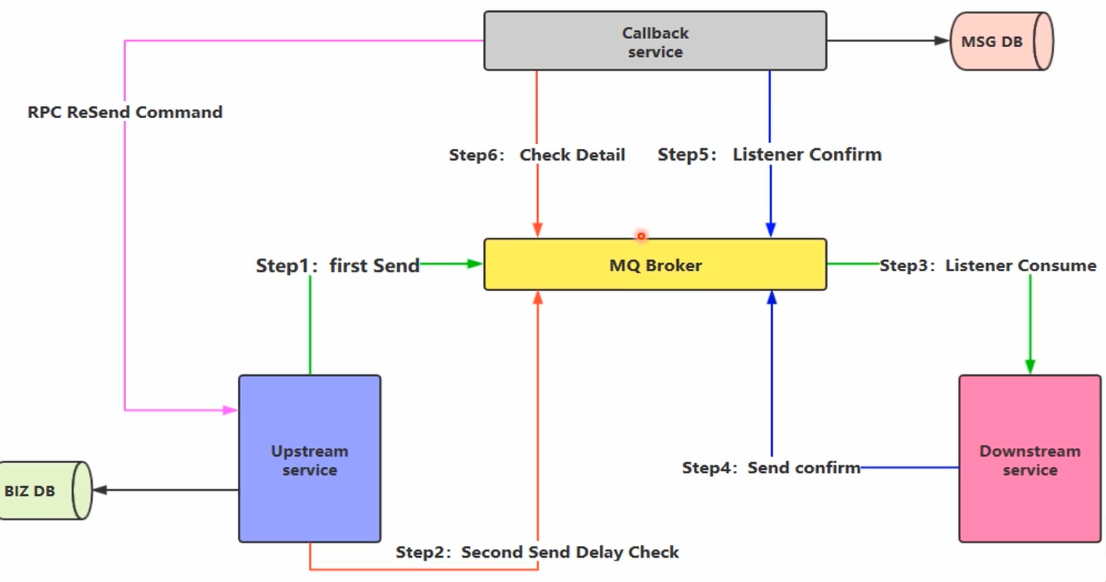 Callback
service
MSG DB
RPC ReSend Command
Step6： Check Detail
Step5： Listener Confirm
Step1：first Send
MQ Broker
Step3：Listener Consume
Upstream
service
Downstream
service
Step4：Send confirm
BIZ DB
Step2：Second Send Delay Check